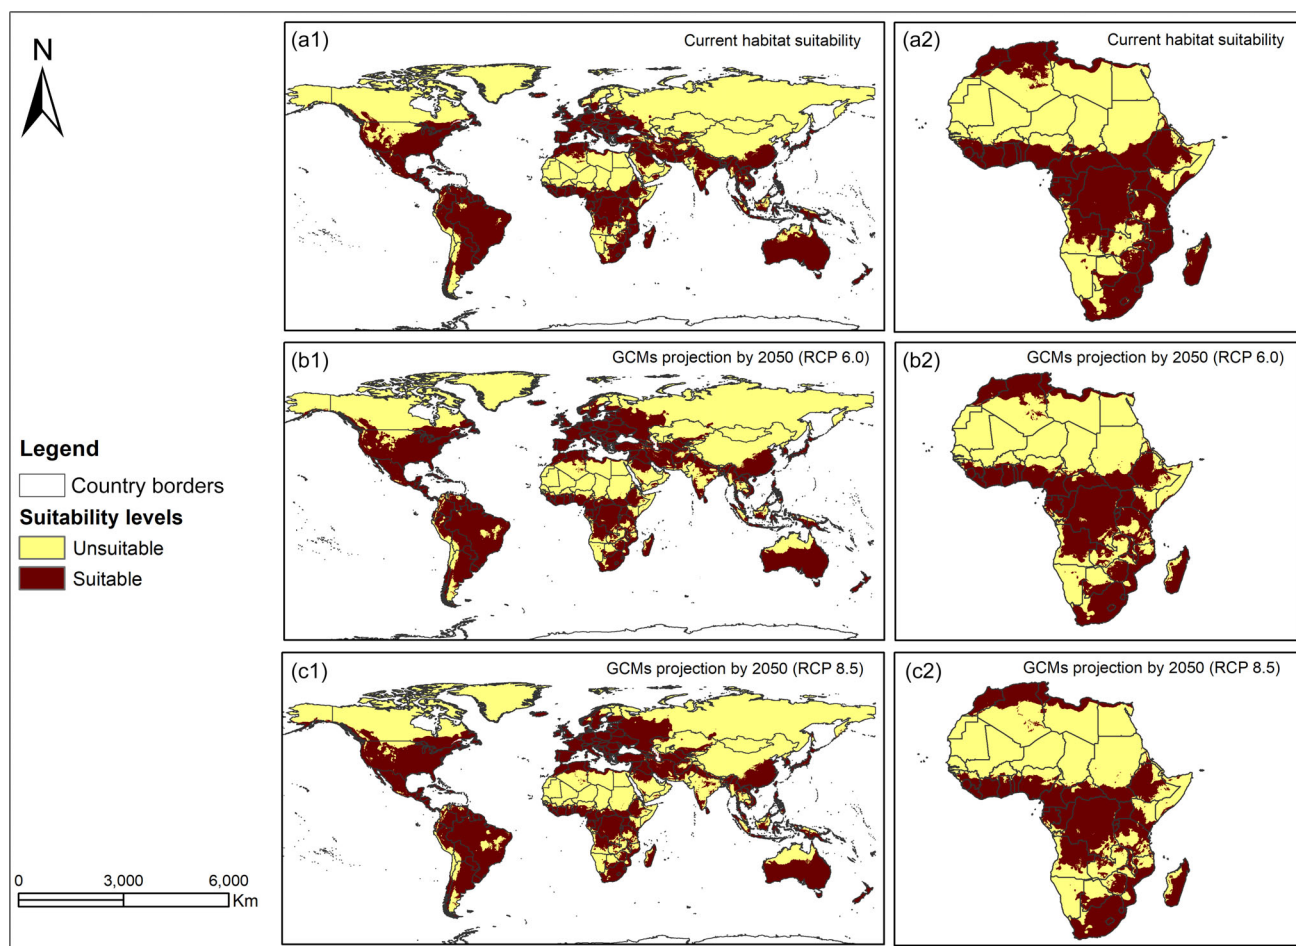 N
(a1)
Current habitat suitability
(a2)
Current habitat suitability
(b1)
GCMs projection by 2050 (RCP 6.0)
(b2)
GCMs projection by 2050 (RCP 6.0)
Legend
Country borders
Suitability levels
Unsuitable
Suitable
(c1)
GCMs projection by 2050 (RCP 8.5)
(c2)
GCMs projection by 2050 (RCP 8.5)
0 3,000 6,000
Km